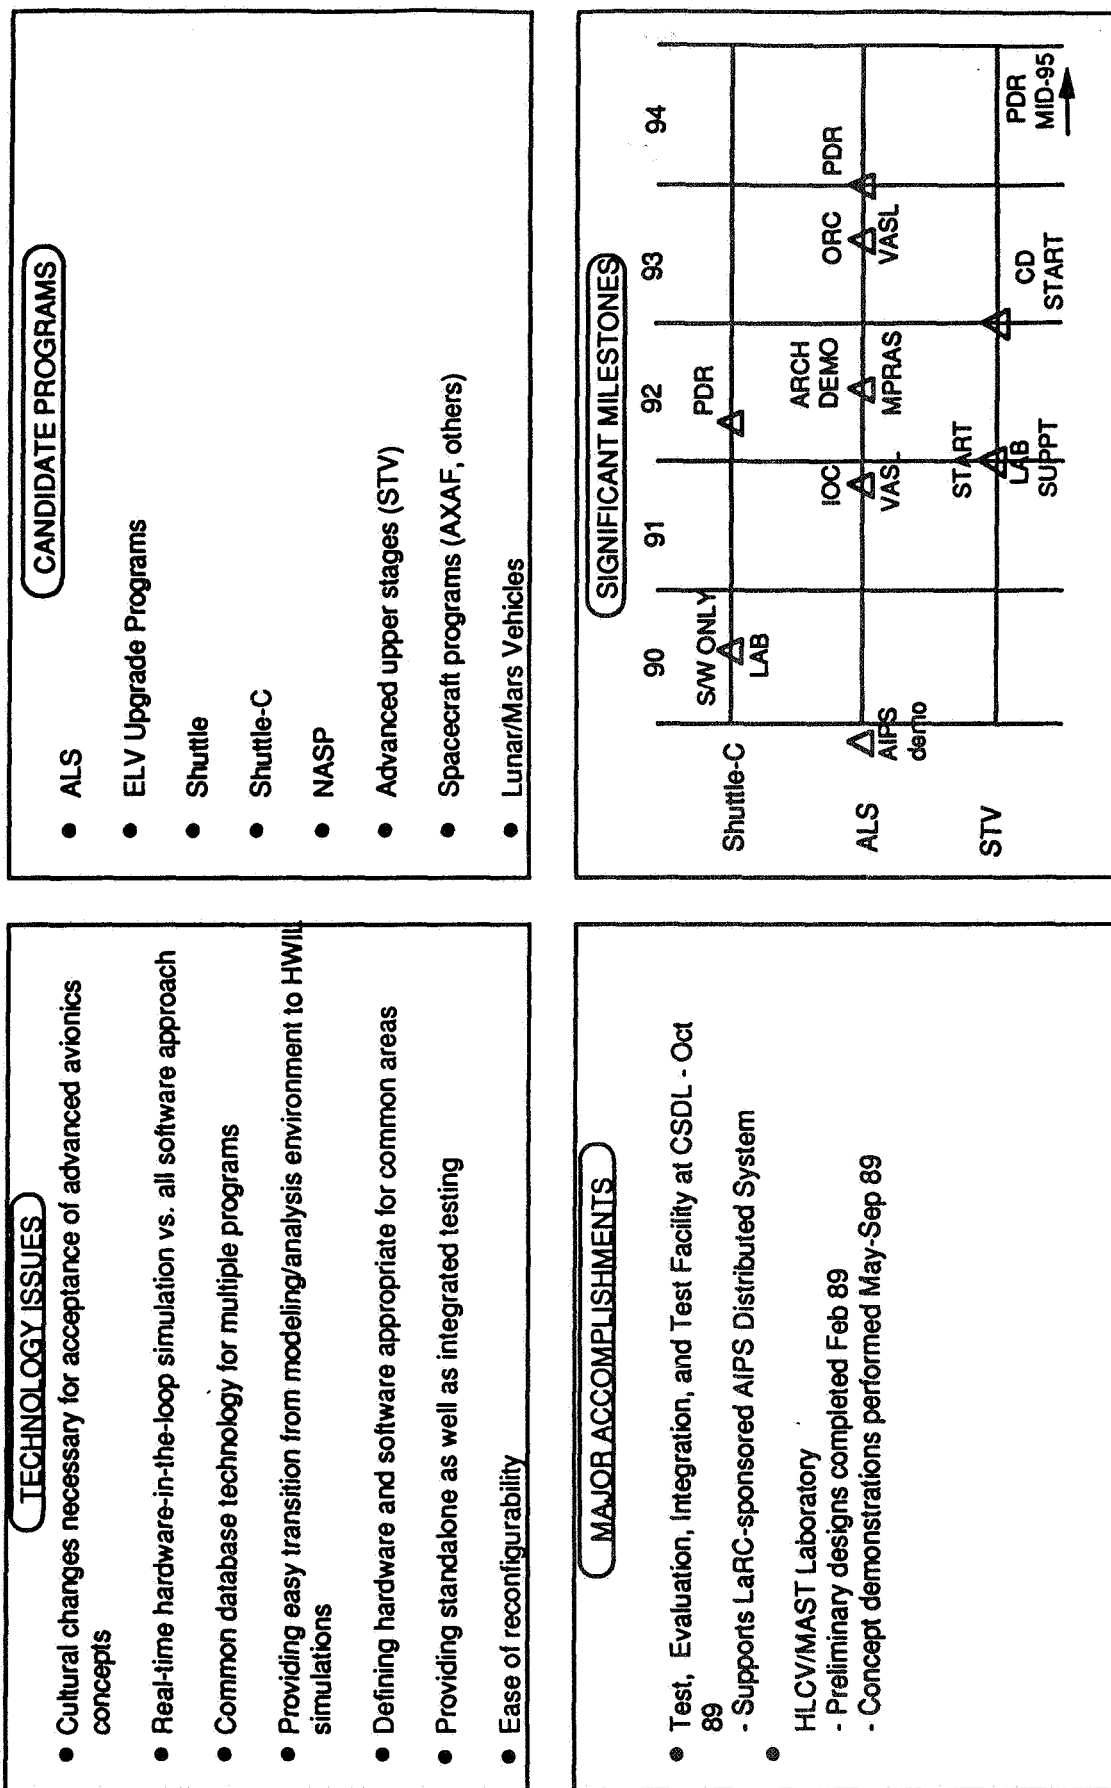 TECHNOLOGY ISSUES
● Cultural changes necessary for acceptance of advanced avionics
concepts
● Real-time hardware-in-the-loop simulation vs. all software approach
● Common database technology for multiple programs
● Providing easy transition from modeling/analysis environment to HWIL
simulations
● Defining hardware and software appropriate for common areas
● Providing standalone as well as integrated testing
● Ease of reconfigurability
CANDIDATE PROGRAMS
● ALS
● ELV Upgrade Programs
● Shuttle
● Shuttle-C
● NASP
● Advanced upper stages (STV)
● Spacecraft programs (AXAF, others)
● Lunar/Mars Vehicles
MAJOR ACCOMPLISHMENTS
● Test, Evaluation, Integration, and Test Facility at CSDL - Oct
89
- Supports LaRC-sponsored AIPS Distributed System
●
HLCV/MAST Laboratory
- Preliminary designs completed Feb 89
- Concept demonstrations performed May-Sep 89
SIGNIFICANT MILESTONES
90 91 92 93 94
S/W ONLY PDR
Shuttle-C
LAB
IOC ARCH DEMO ORC PDR
ALS
AIPS demo VASL MPRAS VASL
START
STV
LAB SUPPT CD START PDR MID-95